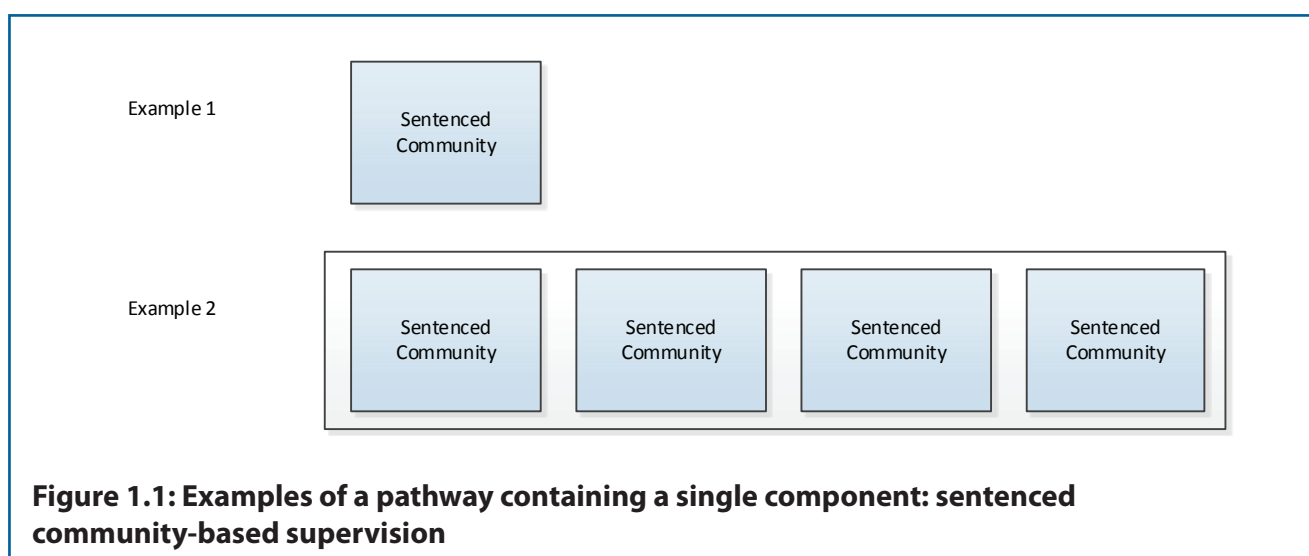 Example 1
Sentenced
Community
Example 2
Sentenced
Community
Sentenced
Community
Sentenced
Community
Sentenced
Community
Figure 1.1: Examples of a pathway containing a single component: sentenced
community-based supervision